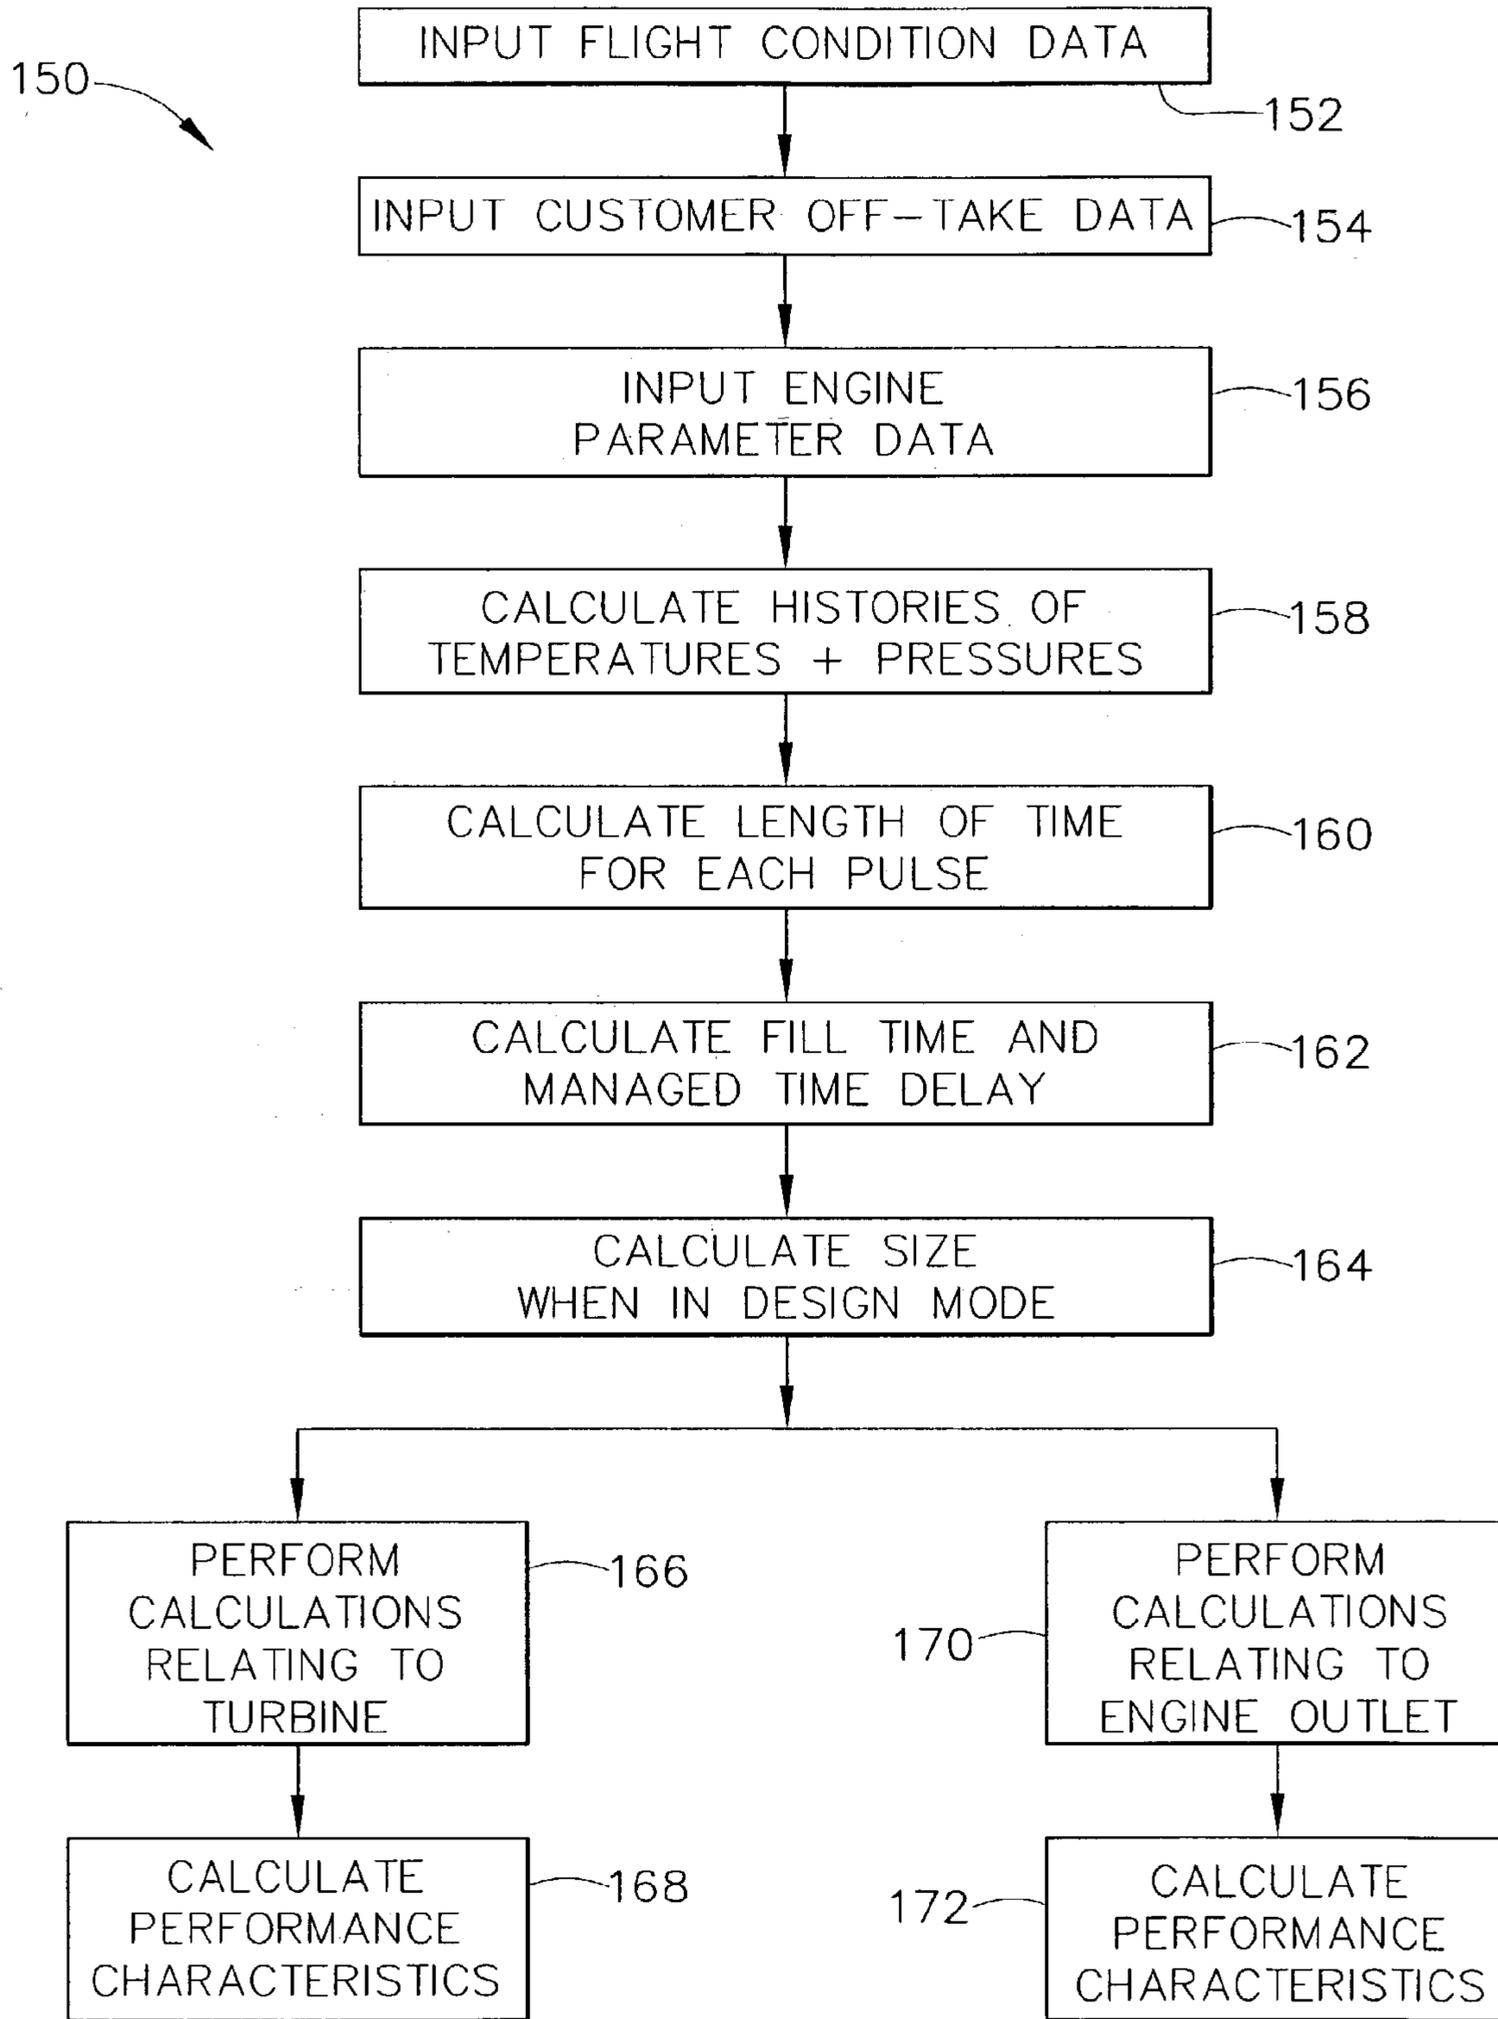 INPUT FLIGHT CONDITION DATA
150
152
INPUT CUSTOMER OFF-TAKE DATA
154
INPUT ENGINE
PARAMETER DATA
156
CALCULATE HISTORIES OF
TEMPERATURES + PRESSURES
158
CALCULATE LENGTH OF TIME
FOR EACH PULSE
160
CALCULATE FILL TIME AND
MANAGED TIME DELAY
162
CALCULATE SIZE
WHEN IN DESIGN MODE
164
PERFORM
CALCULATIONS
RELATING TO
TURBINE
166
CALCULATE
PERFORMANCE
CHARACTERISTICS
168
PERFORM
CALCULATIONS
RELATING TO
ENGINE OUTLET
170
CALCULATE
PERFORMANCE
CHARACTERISTICS
172